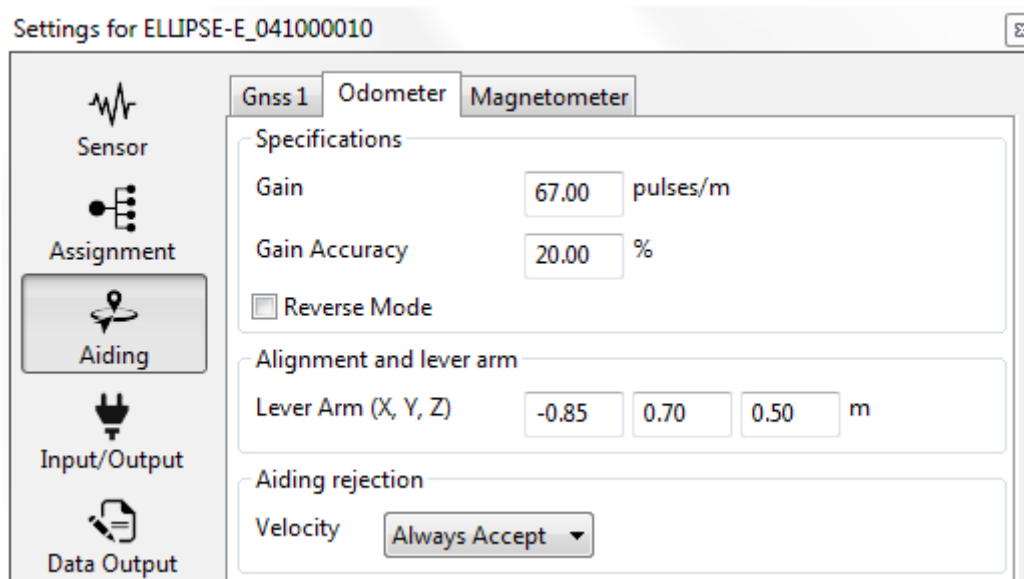 Settings for ELLIPSE-E_041000010
Sensor
Assignment
Aiding
Input/Output
Data Output
Gnss 1 Odometer Magnetometer
Specifications
Gain 67.00 pulses/m
Gain Accuracy 20.00 %
Reverse Mode
Alignment and lever arm
Lever Arm (X, Y, Z) -0.85 0.70 0.50 m
Aiding rejection
Velocity Always Accept